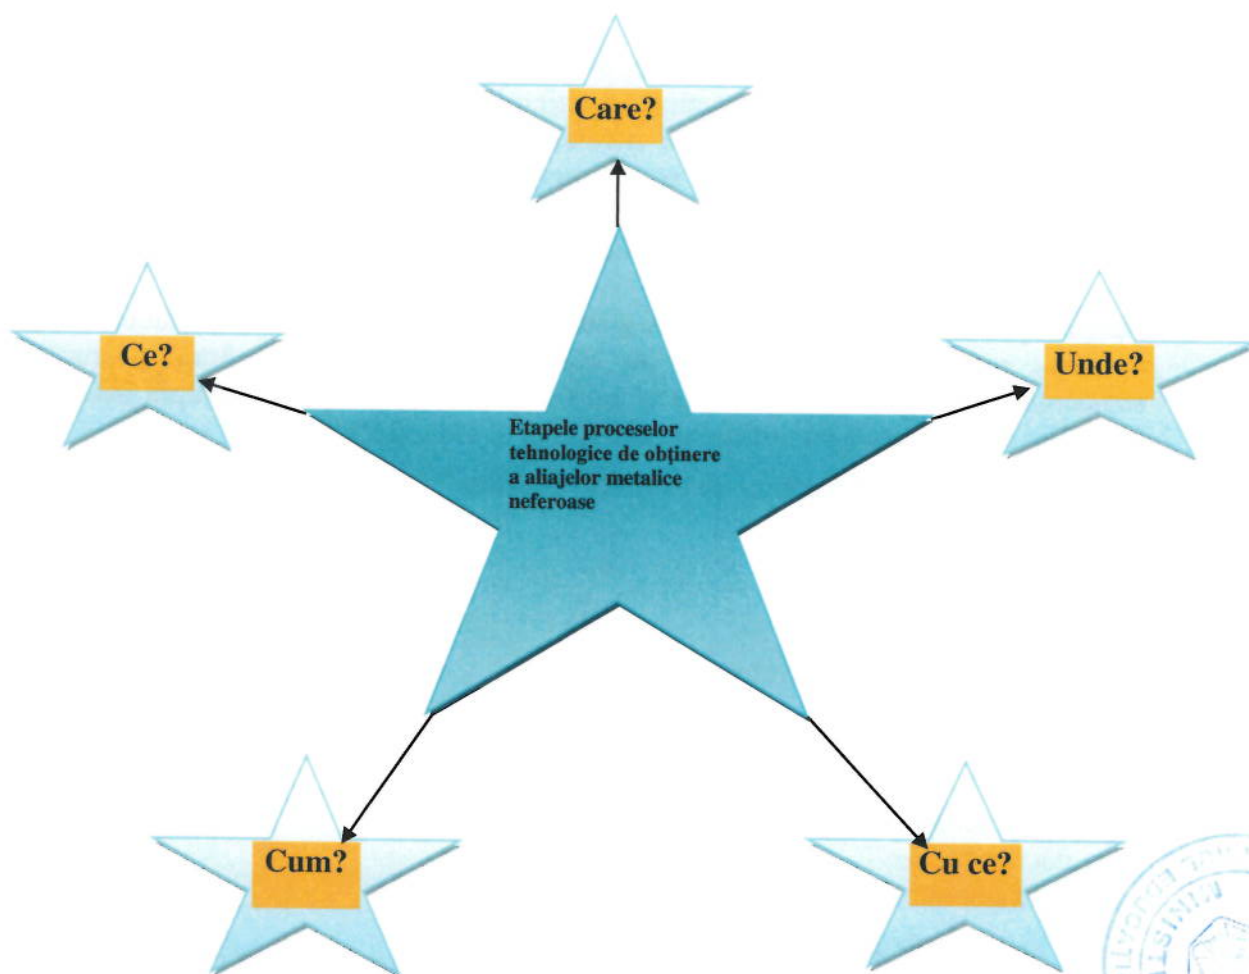 Care?
Ce?
Unde?
Etapele proceselor
tehnologice de obținere
a aliajelor metalice
neferoase
Cum?
Cu ce?